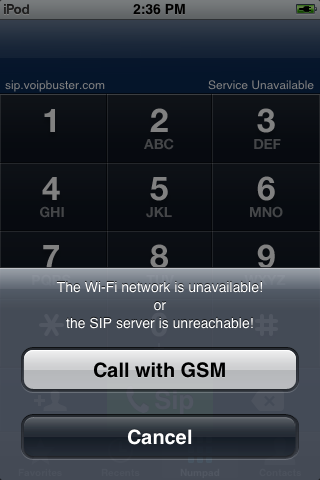 iPod 2:36 PM
sip.voipbuster.com Service Unavailable
1 2 3
ABC DEF
4 5 6
GHI JKL MNO
7 8 9
The Wi-Fi network is unavailable!
or
the SIP server is unreachable!
* #
Call with GSM
Sip
Cancel